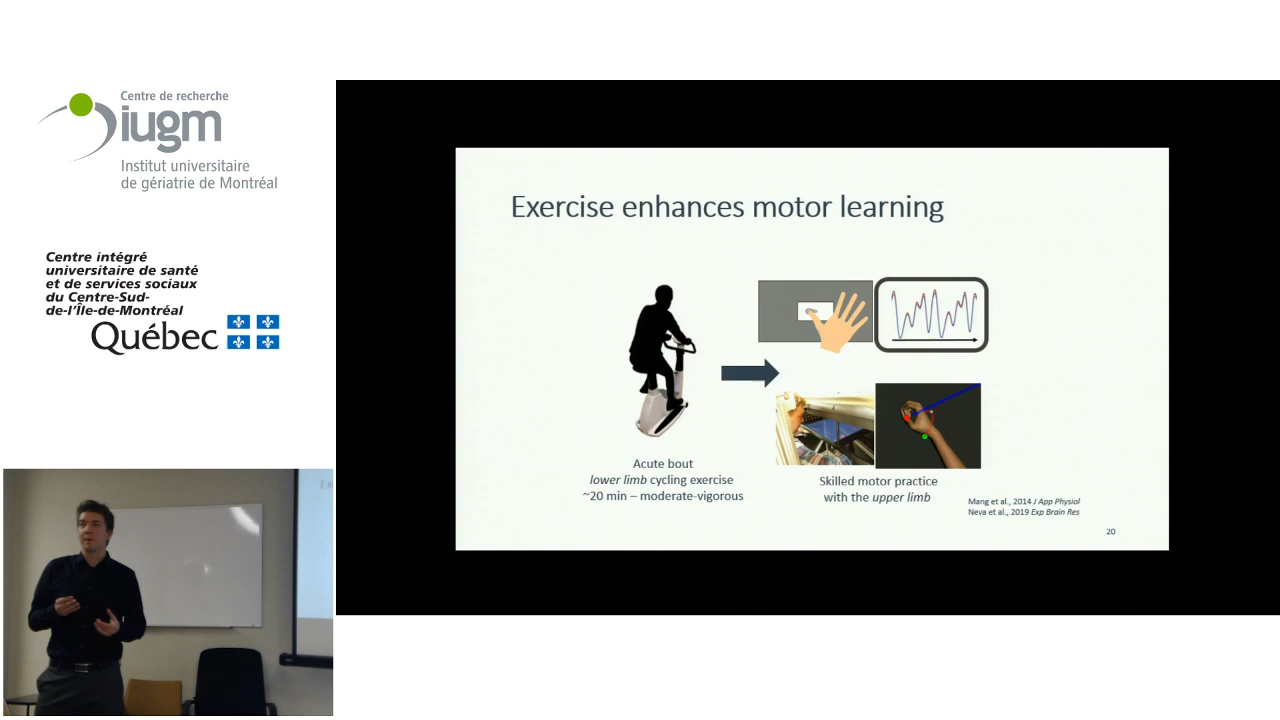 Centre de recherche
iugm
Institut universitaire
de gériatrie de Montréal
Centre intégré
universitaire de santé
et de services sociaux
du Centre-Sud-
de-l'Île-de-Montréal
Québec
Exercise enhances motor learning
Acute bout
lower limb cycling exercise
~20 min – moderate-vigorous
Skilled motor practice
with the upper limb
Mang et al., 2014 J App Physiol
Neva et al., 2019 Exp Brain Res
20